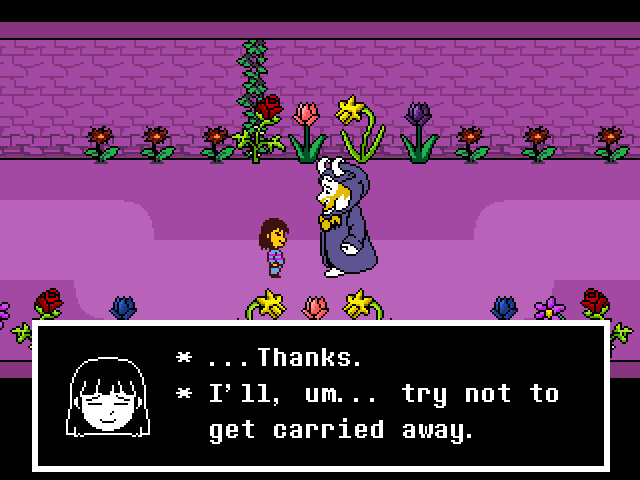 * ...Thanks.
* I'll, um... try not to
get carried away.